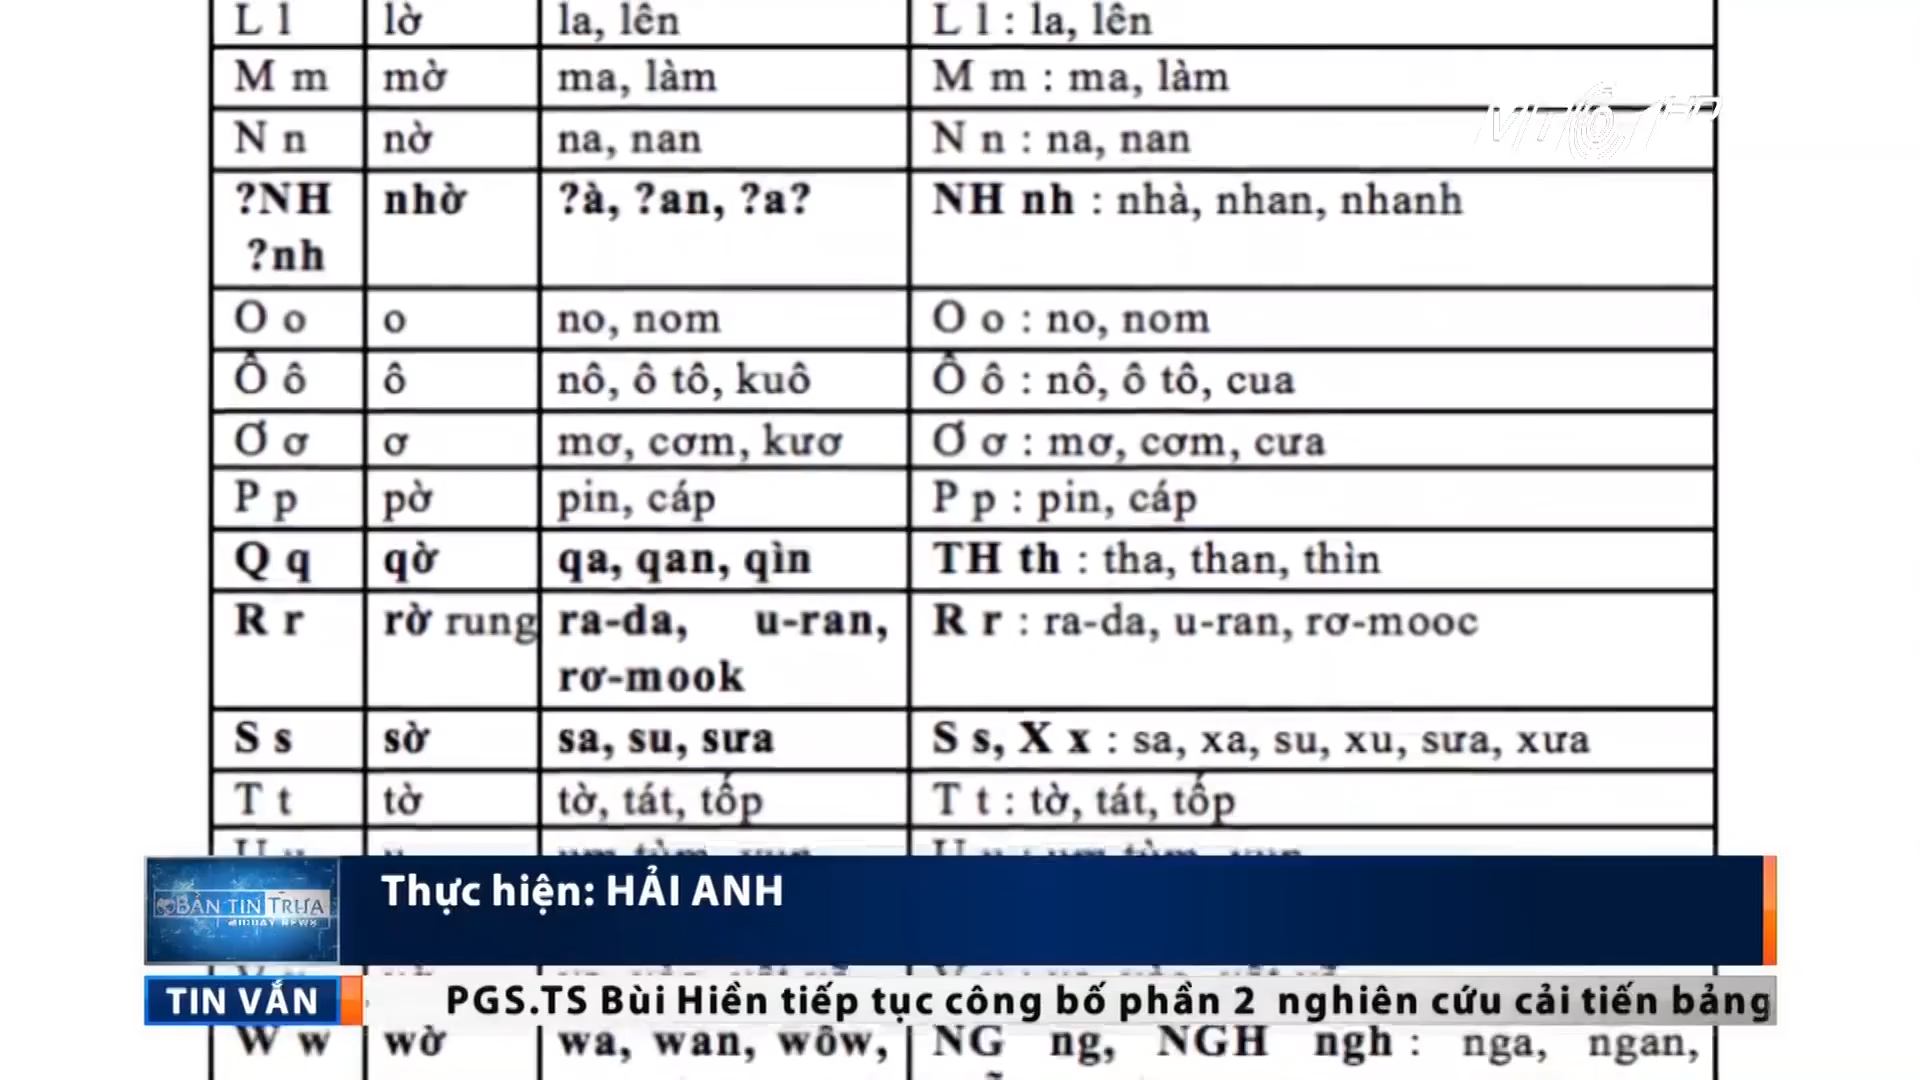 L l lờ la, lên L l : la, lên
M m mờ ma, làm M m : ma, làm
N n nờ na, nan N n : na, nan
?NH nhờ ?à, ?an, ?a? NH nh : nhà, nhan, nhanh
?nh
O o o no, nom O o : no, nom
Ô ô ô nô, ô tô, kuô Ô ô : nô, ô tô, cua
Ơ ơ ơ mơ, cơm, kươ Ơ ơ : mơ, cơm, cưa
P p pờ pin, cáp P p : pin, cáp
Q q qờ qa, qan, qìn TH th : tha, than, thìn
R r rờ rung ra-da, u-ran, R r : ra-da, u-ran, rơ-mooc
rơ-mook
S s sờ sa, su, sưa S s, X x : sa, xa, su, xu, sưa, xưa
T t tờ tờ, tát, tốp T t : tờ, tát, tốp
VTC1 HD
BẢN TIN TRƯA
MIDDAY NEWS
Thực hiện: HẢI ANH
TIN VẮN PGS.TS Bùi Hiền tiếp tục công bố phần 2 nghiên cứu cải tiến bảng
W w wờ wa, wan, wôw, NG ng, NGH ngh : nga, ngan,